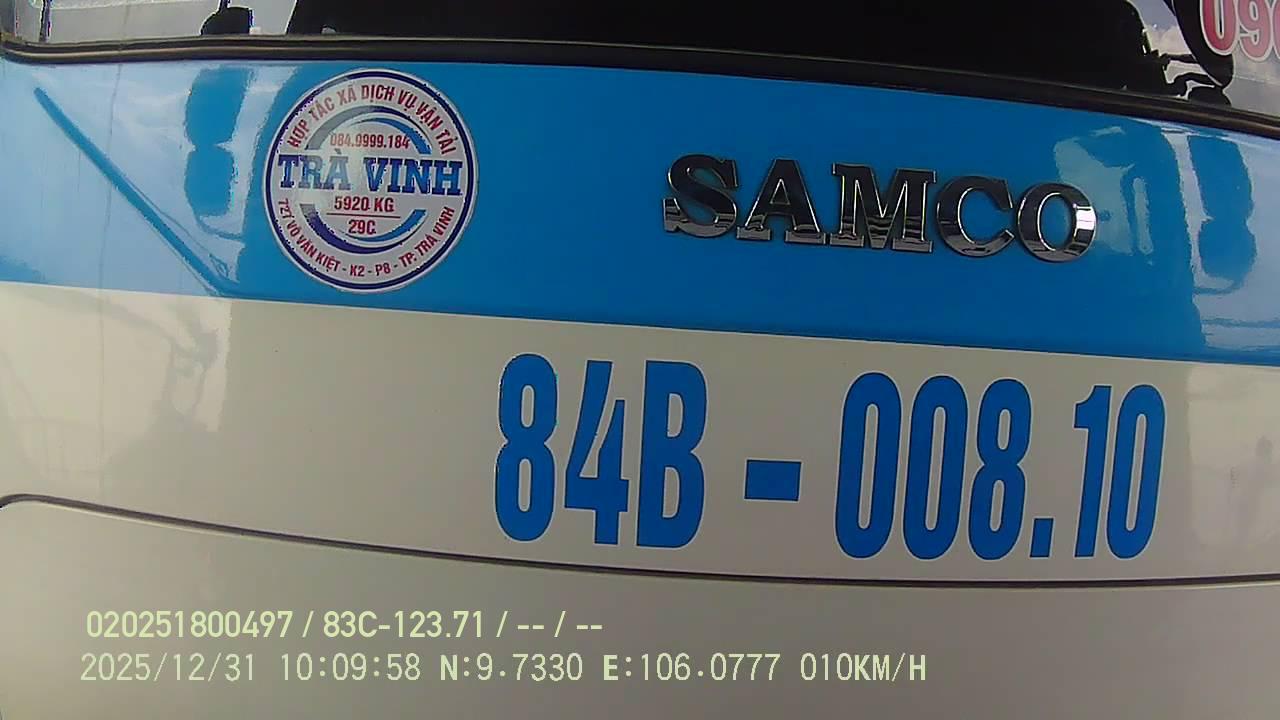 096
HỢP TÁC XÃ DỊCH VỤ VẬN TẢI
084.9999.184
TRÀ VINH
5920 KG
29C
727 VÕ VĂN KIỆT - K2 - P8 - TP. TRÀ VINH
SAMCO
84B - 008.10
020251800497 / 83C-123.71 / -- / --
2025/12/31 10:09:58 N:9.7330 E:106.0777 010KM/H